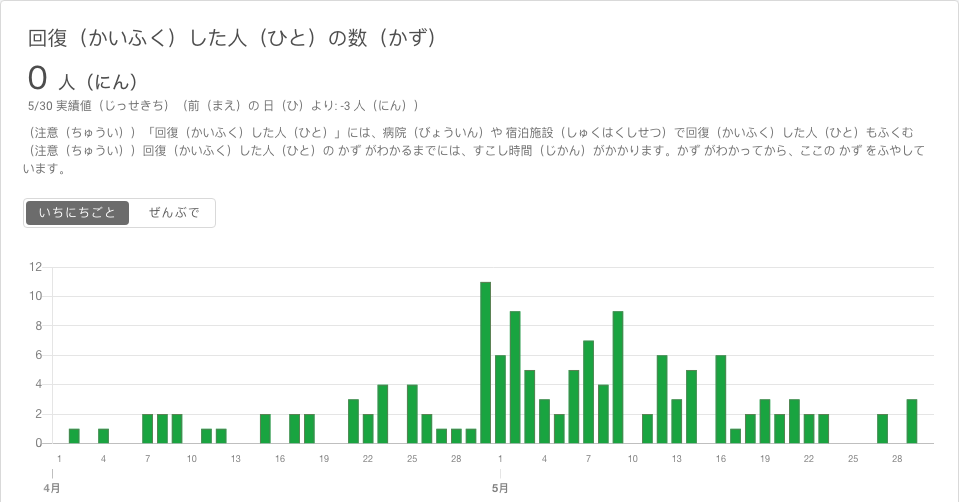 回復（かいふく）した人（ひと）の数（かず）
0 人（にん）
5/30 実績値（じっせきち）（前（まえ）の 日（ひ）より: -3 人（にん））
（注意（ちゅうい））「回復（かいふく）した人（ひと）」には、病院（びょういん）や 宿泊施設（しゅくはくしせつ）で回復（かいふく）した人（ひと）もふくむ
（注意（ちゅうい））回復（かいふく）した人（ひと）の かず がわかるまでには、すこし時間（じかん）がかかります。かず がわかってから、ここの かず をふやして
います。
いちにちごと ぜんぶで
12
10
8
6
4
2
0
1 4 7 10 13 16 19 22 25 28 1 4 7 10 13 16 19 22 25 28
4月 5月